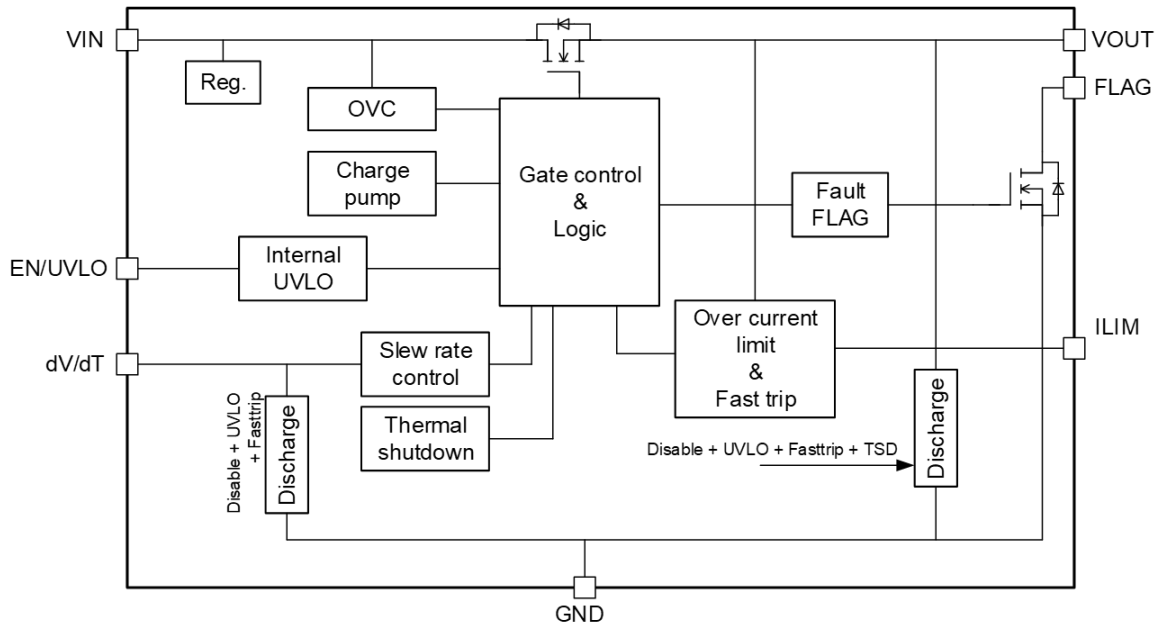 VIN
VOUT
Reg.
FLAG
OVC
Charge
pump
Gate control
&
Logic
Fault
FLAG
EN/UVLO
Internal
UVLO
Over current
limit
&
Fast trip
ILIM
dV/dT
Slew rate
control
Thermal
shutdown
Disable + UVLO
+ Fasttrip
Discharge
Disable + UVLO + Fasttrip + TSD
Discharge
GND